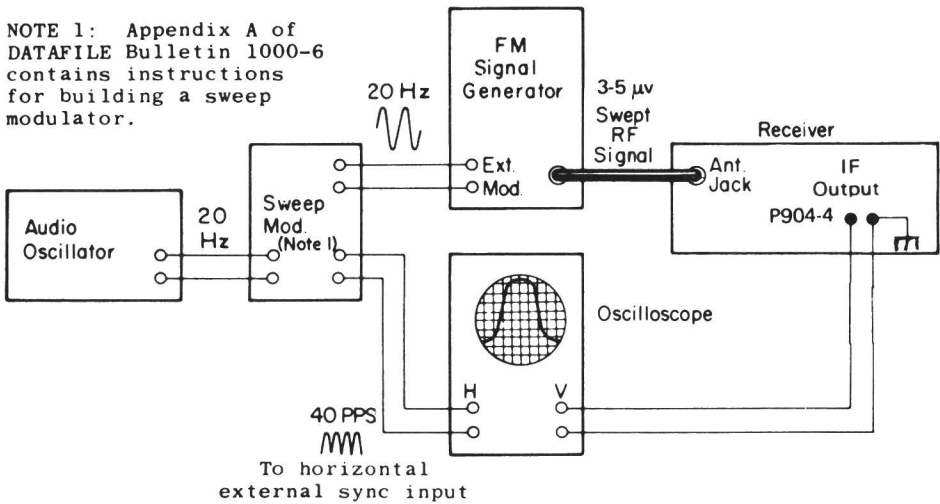 NOTE 1: Appendix A of
DATAFILE Bulletin 1000-6
contains instructions
for building a sweep
modulator.
FM
Signal
Generator
20 Hz
3-5 μv
Swept
RF
Signal
Receiver
Ext.
Mod.
Ant.
Jack
IF
Output
P904-4
Audio
Oscillator
20
Hz
Sweep
Mod.
(Note 1)
Oscilloscope
H
V
40 PPS
To horizontal
external sync input